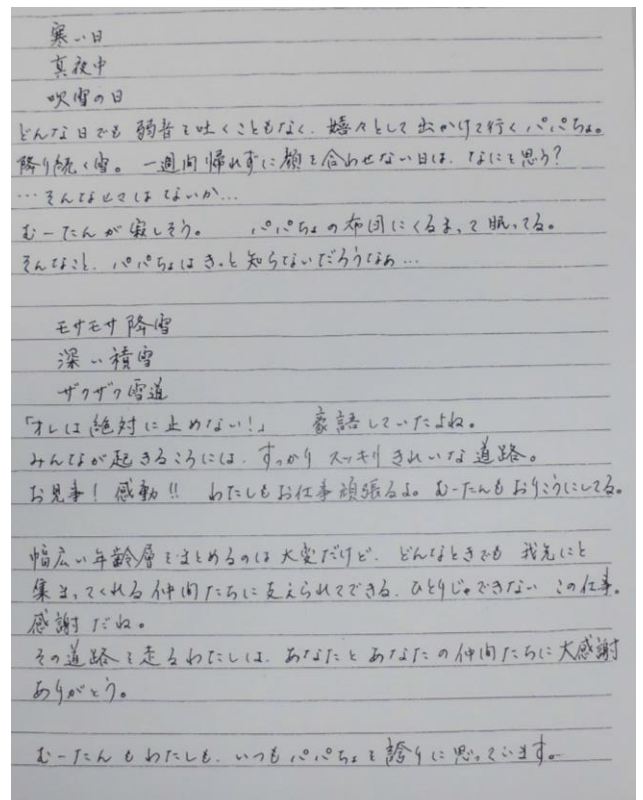 寒い日
真夜中
吹雪の日
どんな日でも弱音を吐くこともなく、嬉々として出かけて行くパパちょ。
降り続く雪。一週間帰れずに顔を合わせない日は、なにを思う?
…そんなヒマはないか…
むーたんが寂しそう。 パパちょの布団にくるまって眠ってる。
そんなこと、パパちょはきっと知らないだろうなぁ…
モサモサ降雪
深い積雪
ザクザク雪道
「オレは絶対に止めない!」 豪語していたよね。
みんなが起きるころには、すっかりスッキリきれいな道路。
お見事! 感動!! わたしもお仕事頑張るよ。むーたんもおりこうにしてる。
幅広い年齢層をまとめるのは大変だけど、どんなときでも我先にと
集まってくれる仲間たちに支えられてできる、ひとりじゃできないこの仕事。
感謝だね。
その道路を走るわたしは、あなたとあなたの仲間たちに大感謝
ありがとう。
むーたんもわたしも、いつもパパちょを誇りに思っています。